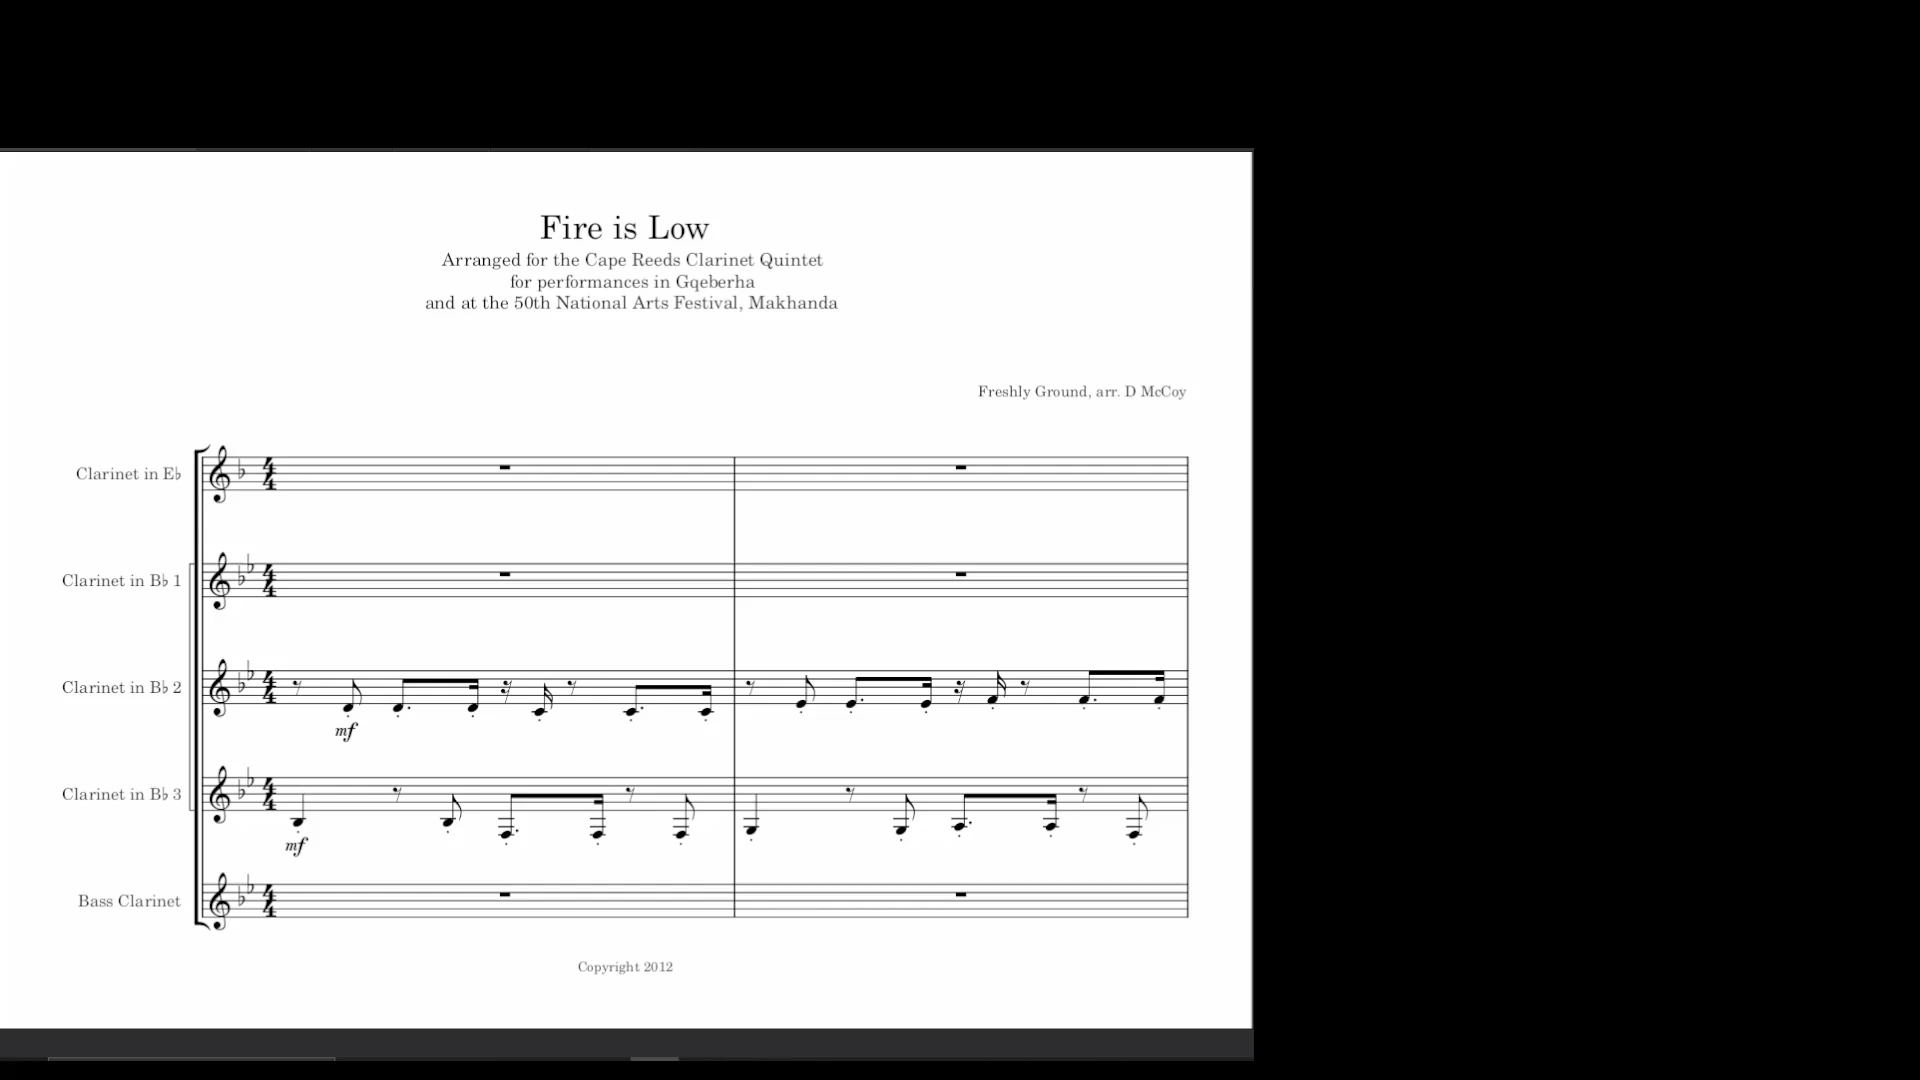 Fire is Low
Arranged for the Cape Reeds Clarinet Quintet
for performances in Gqeberha
and at the 50th National Arts Festival, Makhanda
Freshly Ground, arr. D McCoy
Clarinet in E♭
Clarinet in B♭ 1
Clarinet in B♭ 2
mf
Clarinet in B♭ 3
mf
Bass Clarinet
Copyright 2012